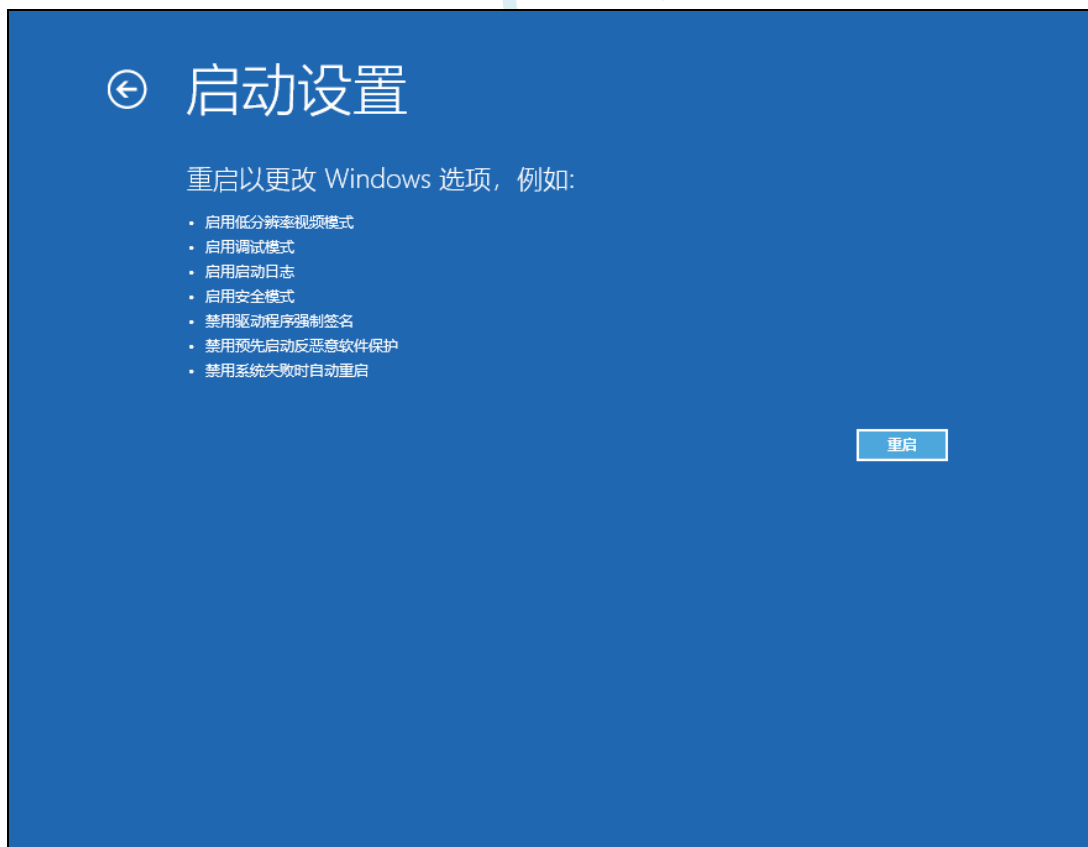 启动设置
重启以更改 Windows 选项，例如:
• 启用低分辨率视频模式
• 启用调试模式
• 启用启动日志
• 启用安全模式
• 禁用驱动程序强制签名
• 禁用预先启动反恶意软件保护
• 禁用系统失败时自动重启
重启